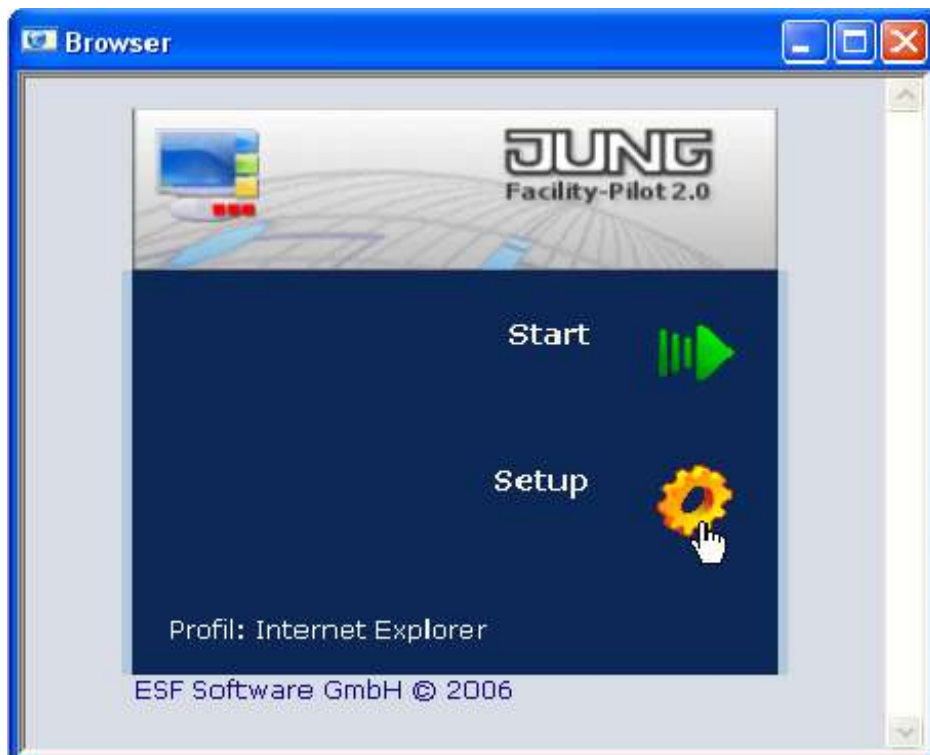 Browser
JUNG
Facility-Pilot 2.0
Start
Setup
Profil: Internet Explorer
ESF Software GmbH © 2006